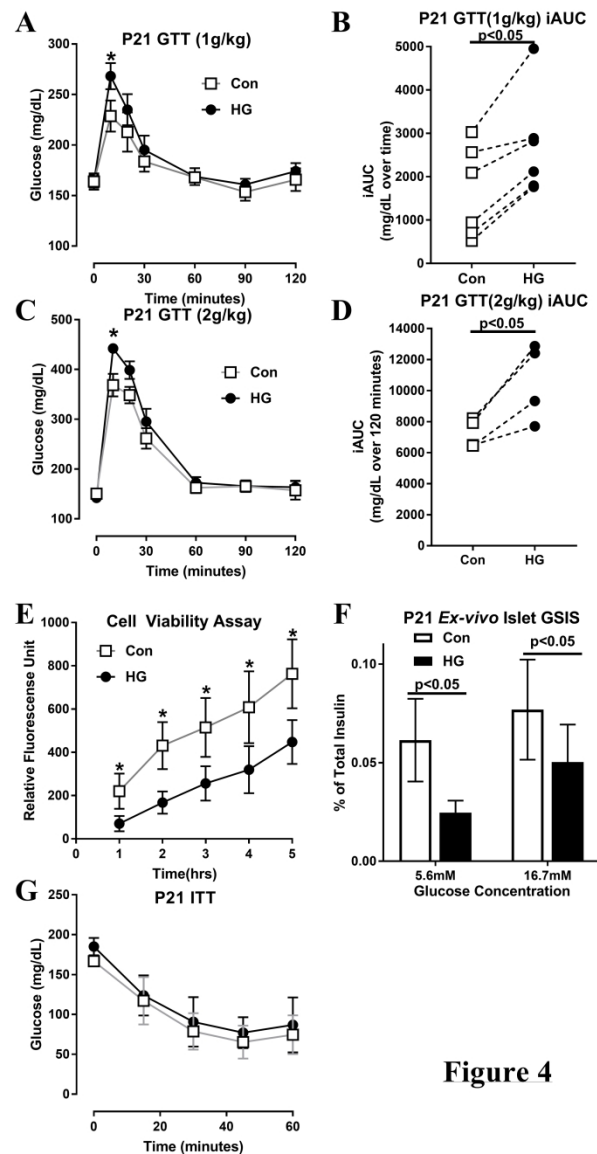 A
P21 GTT (1g/kg)
*
Con
HG
Glucose (mg/dL)
300
250
200
150
100
0 30 60 90 120
Time (minutes)
B
P21 GTT(1g/kg) iAUC
p<0.05
iAUC
(mg/dL over time)
5000
4000
3000
2000
1000
0
Con HG
C
P21 GTT (2g/kg)
*
Con
HG
Glucose (mg/dL)
500
400
300
200
100
0 30 60 90 120
Time (minutes)
D
P21 GTT(2g/kg) iAUC
p<0.05
iAUC
(mg/dL over 120 minutes)
14000
12000
10000
8000
6000
4000
2000
0
Con HG
E
Cell Viability Assay
Con
HG
* * * * *
Relative Fluorescense Unit
1000
800
600
400
200
0
1 2 3 4 5
Time(hrs)
F
P21 Ex-vivo Islet GSIS
Con
HG
p<0.05
p<0.05
% of Total Insulin
0.10
0.05
0.00
5.6mM 16.7mM
Glucose Concentration
G
P21 ITT
Glucose (mg/dL)
250
200
150
100
50
0
0 20 40 60
Time (minutes)
Figure 4